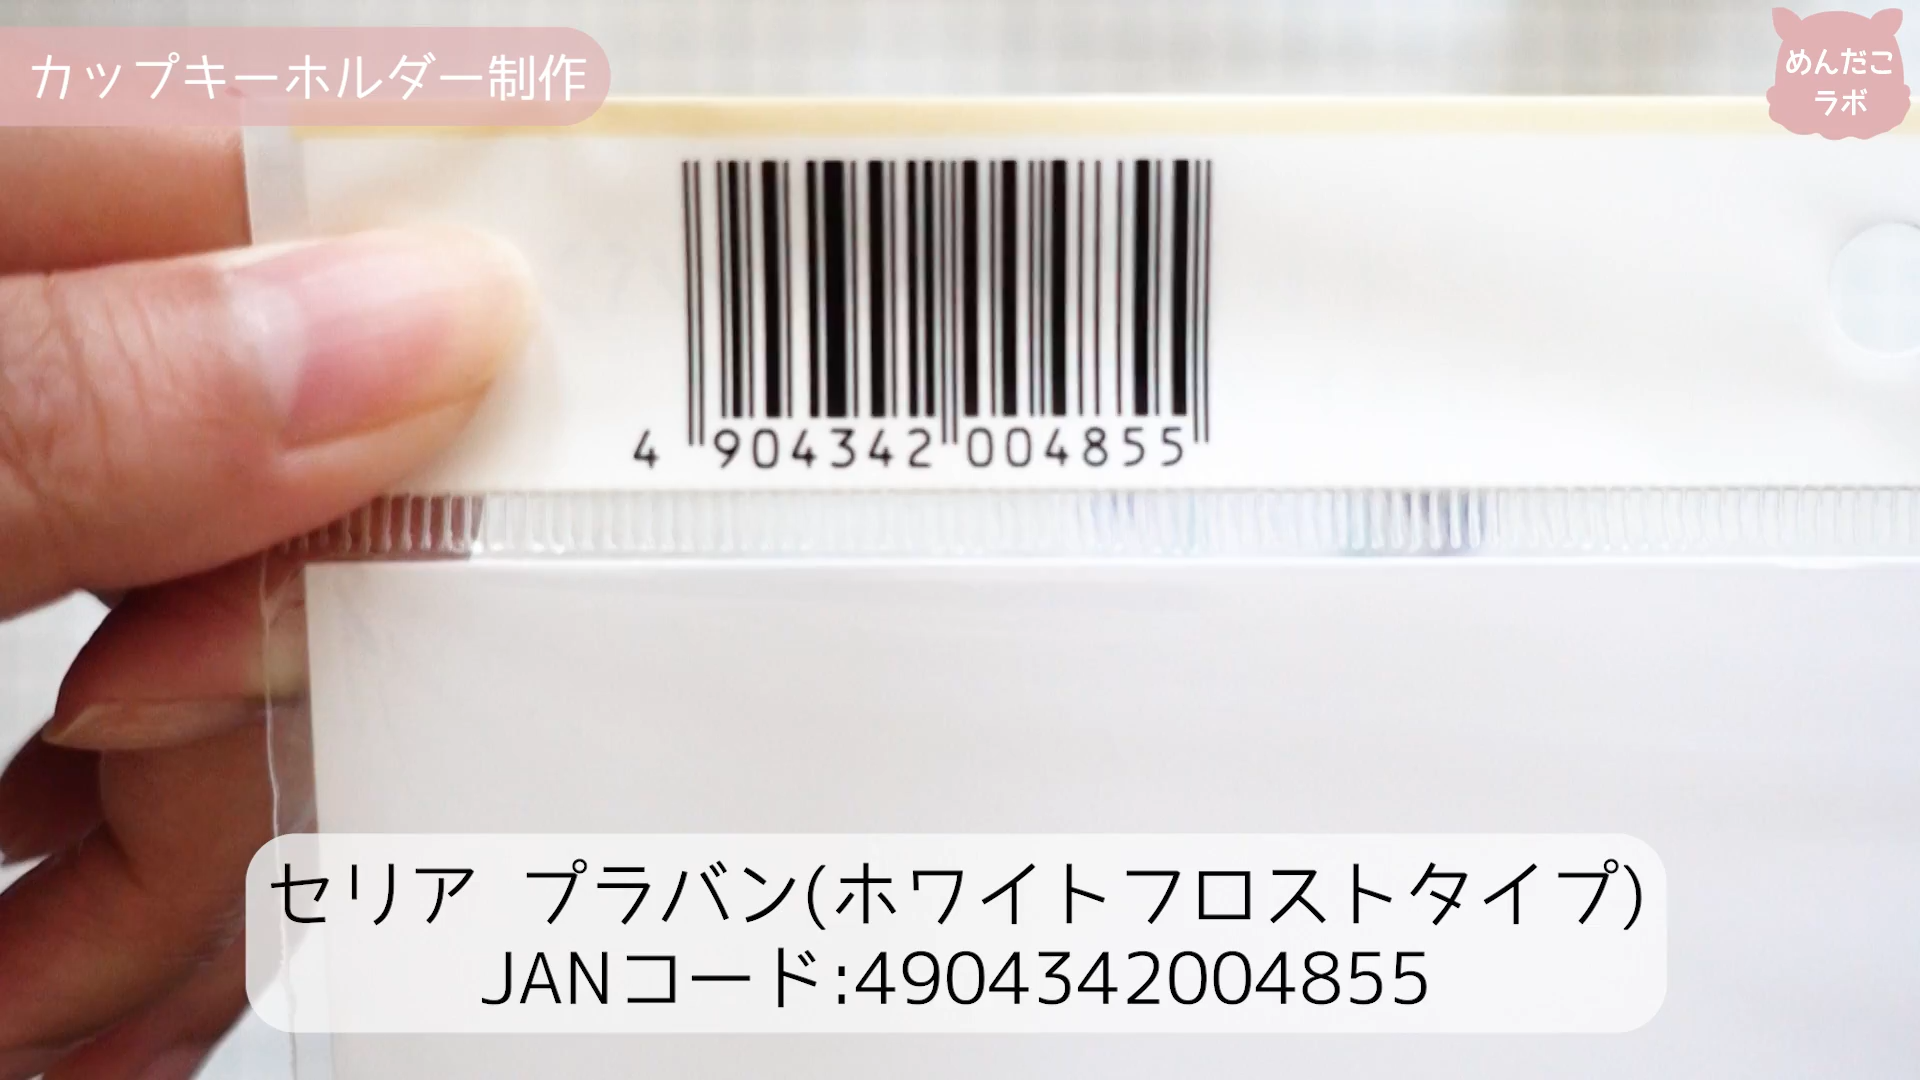 カップキーホルダー制作
めんだこ
ラボ
4 904342 004855
セリア プラバン(ホワイトフロストタイプ)
JANコード:4904342004855